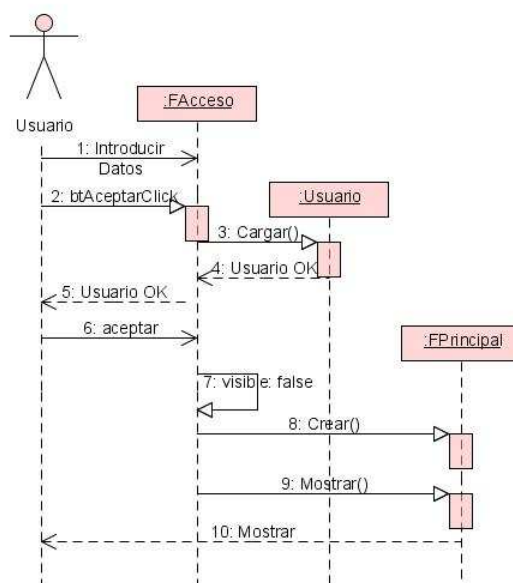 :FAcceso
Usuario
1: Introducir
Datos
2: btAceptarClick
:Usuario
3: Cargar()
4: Usuario OK
5: Usuario OK
6: aceptar
:FPrincipal
7: visible: false
8: Crear()
9: Mostrar()
10: Mostrar